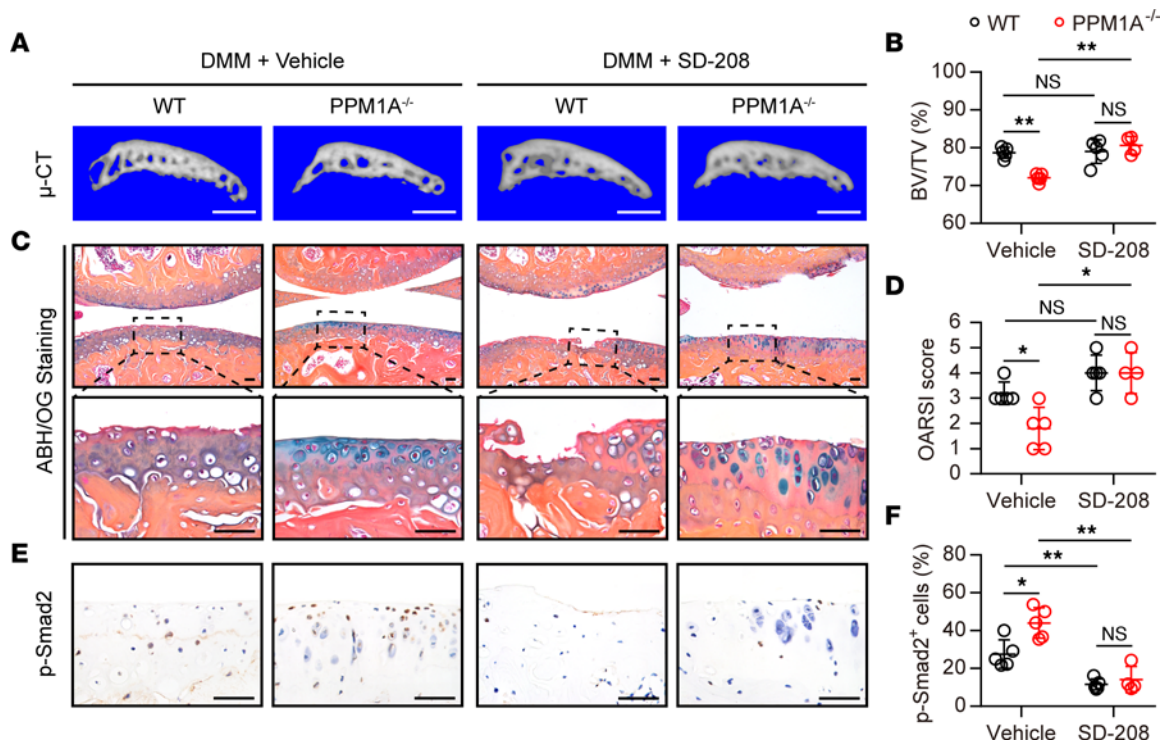 A
DMM + Vehicle
DMM + SD-208
WT
PPM1A-/-
WT
PPM1A-/-
μ-CT
B
WT
PPM1A-/-
**
NS
**
NS
BV/TV (%)
100
90
80
70
60
Vehicle
SD-208
C
ABH/OG Staining
D
*
NS
*
NS
OARSI score
6
5
4
3
2
1
0
Vehicle
SD-208
E
p-Smad2
F
**
**
*
NS
p-Smad2+ cells (%)
80
60
40
20
0
Vehicle
SD-208